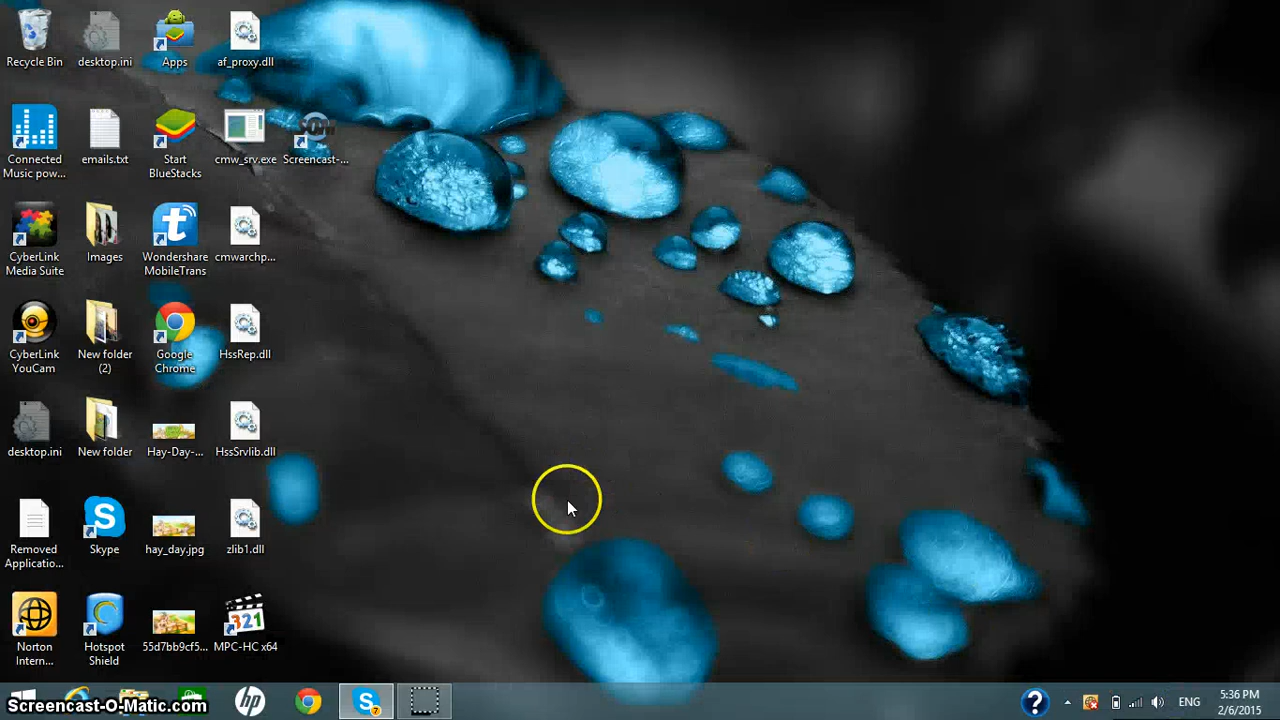 Recycle Bin
desktop.ini
Apps
af_proxy.dll
Connected
Music pow...
emails.txt
Start
BlueStacks
cmw_srv.exe
Screencast-...
CyberLink
Media Suite
Images
Wondershare
MobileTrans
cmwarchp...
CyberLink
YouCam
New folder
(2)
Google
Chrome
HssRep.dll
desktop.ini
New folder
Hay-Day-...
HssSrvlib.dll
Removed
Applicatio...
Skype
hay_day.jpg
zlib1.dll
Norton
Intern...
Hotspot
Shield
55d7bb9cf5...
321
MPC-HC x64
hp
7
ENG
5:36 PM
2/6/2015
Screencast-O-Matic.com